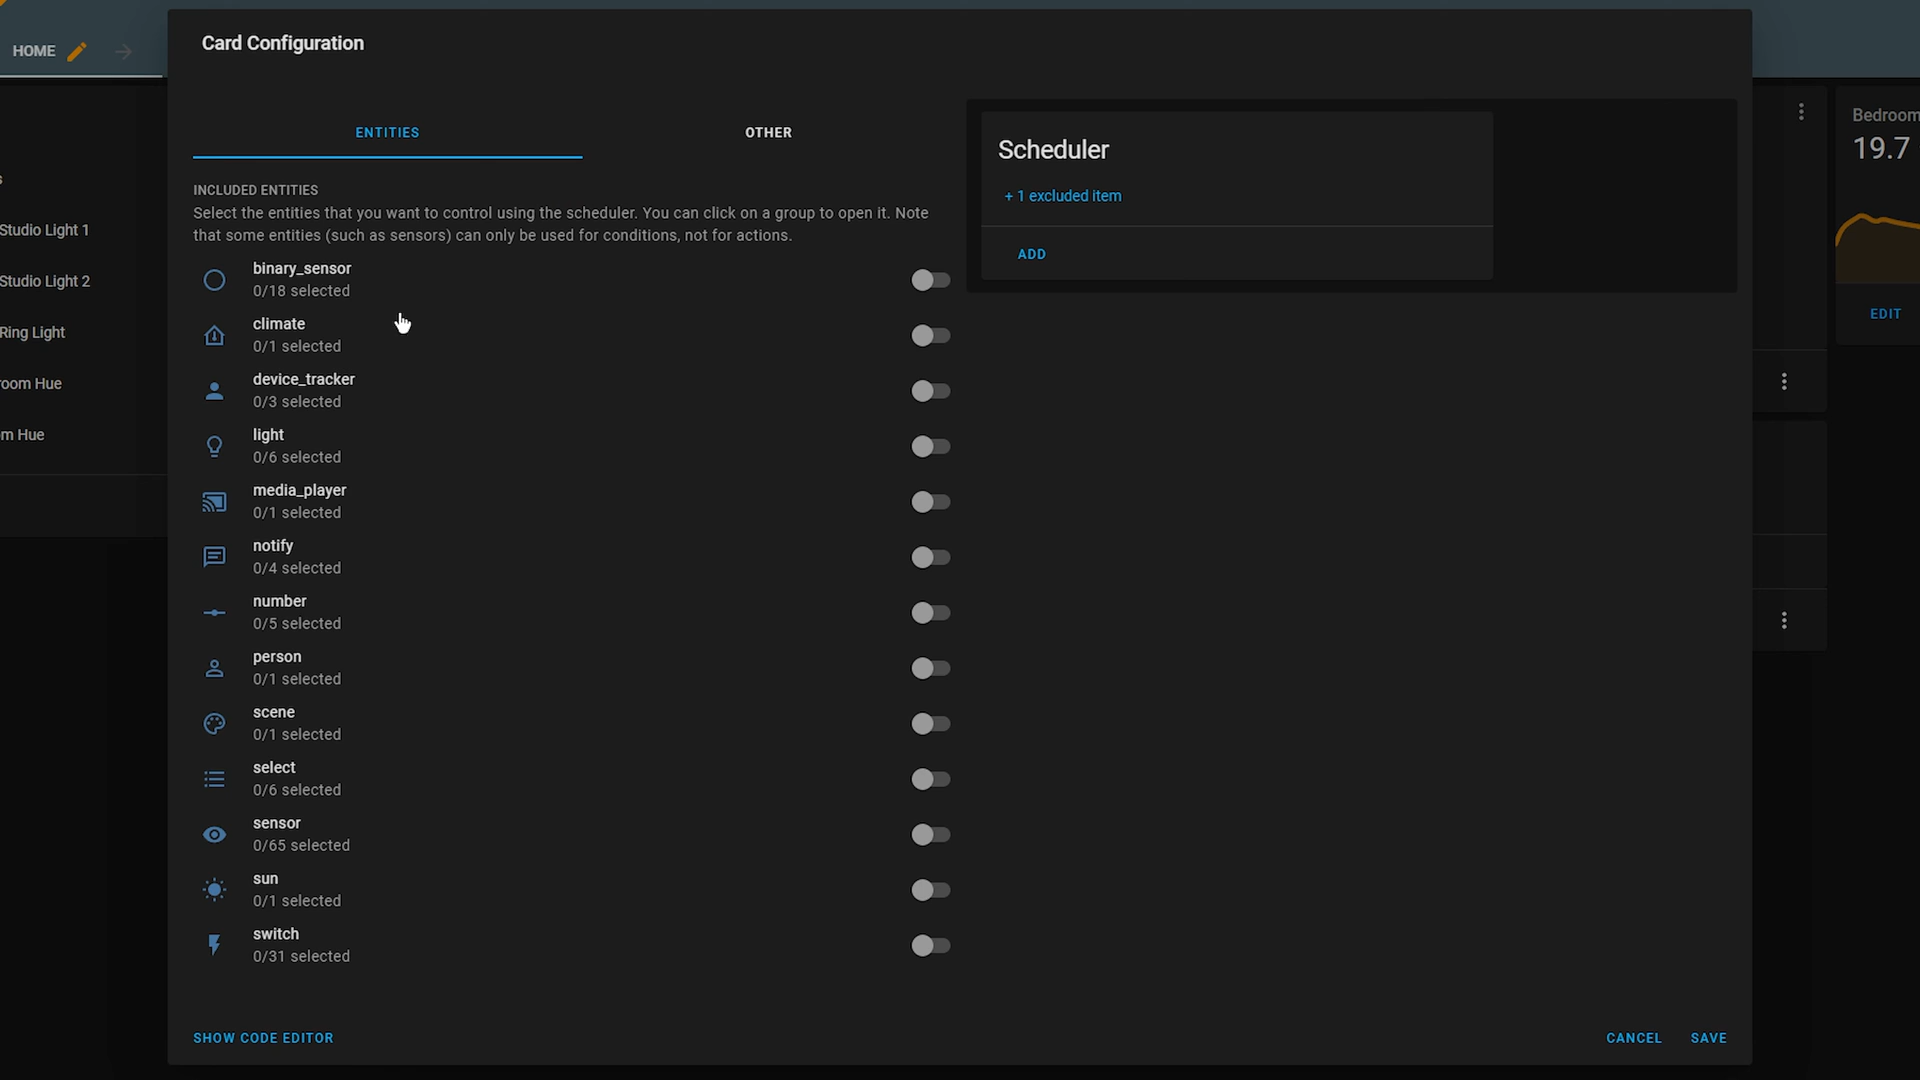 HOME
Card Configuration
ENTITIES
OTHER
INCLUDED ENTITIES
Select the entities that you want to control using the scheduler. You can click on a group to open it. Note
that some entities (such as sensors) can only be used for conditions, not for actions.
binary_sensor
0/18 selected
climate
0/1 selected
device_tracker
0/3 selected
light
0/6 selected
media_player
0/1 selected
notify
0/4 selected
number
0/5 selected
person
0/1 selected
scene
0/1 selected
select
0/6 selected
sensor
0/65 selected
sun
0/1 selected
switch
0/31 selected
SHOW CODE EDITOR
CANCEL
SAVE
Scheduler
+ 1 excluded item
ADD
s
Studio Light 1
Studio Light 2
Ring Light
room Hue
m Hue
Bedroom
19.7
EDIT